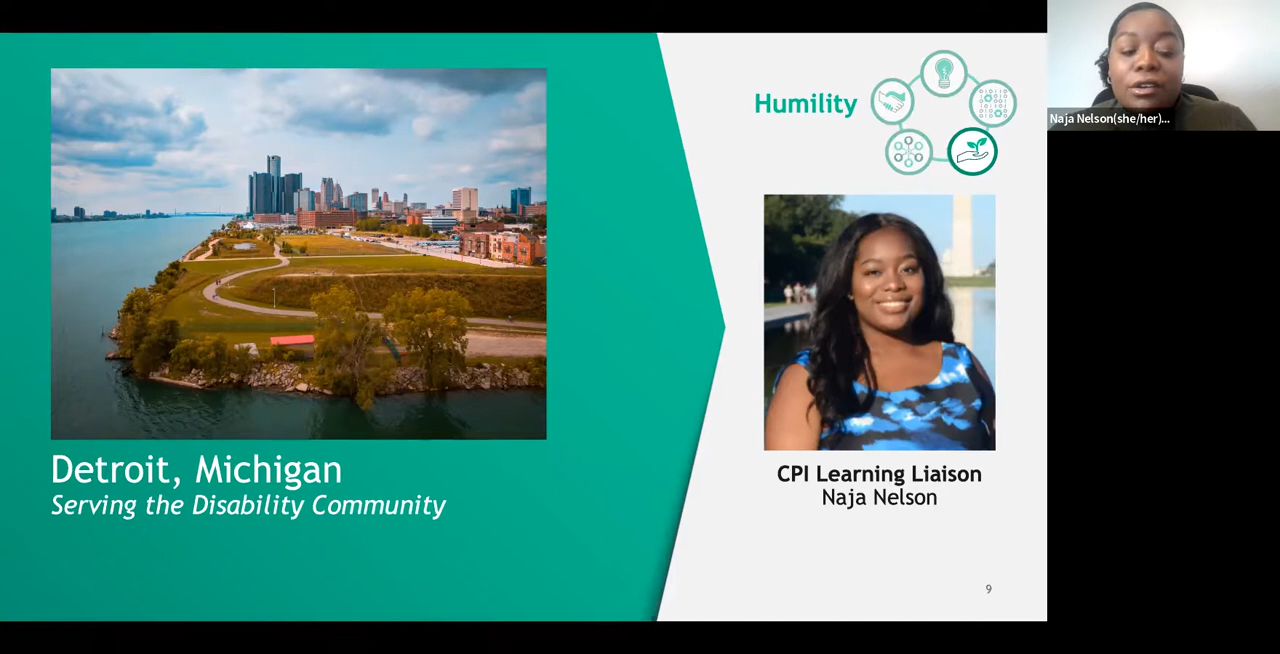 Detroit, Michigan
Serving the Disability Community
Humility
CPI Learning Liaison
Naja Nelson
9
Naja Nelson(she/her)...